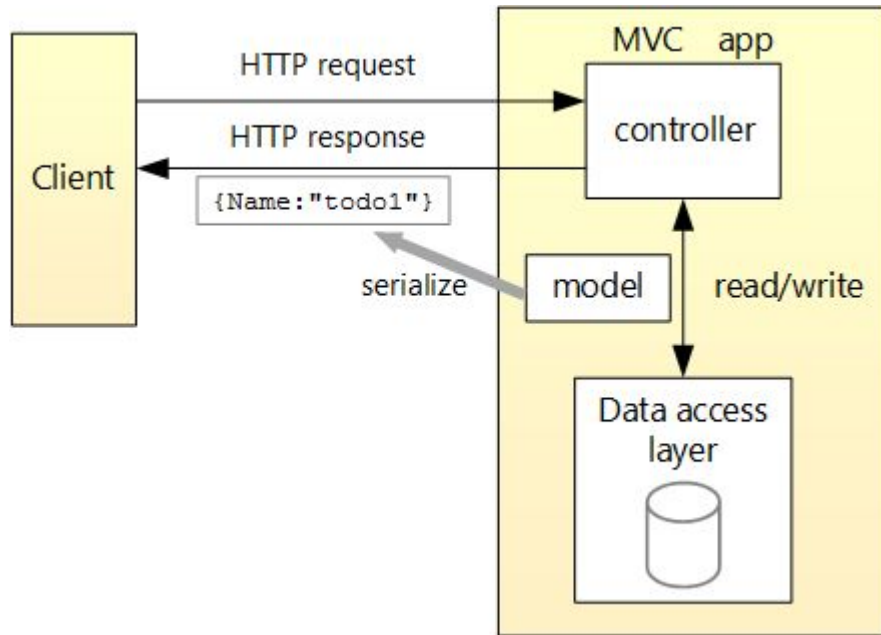 MVC app
HTTP request
controller
HTTP response
Client
{Name:"todo1"}
serialize
model
read/write
Data access
layer